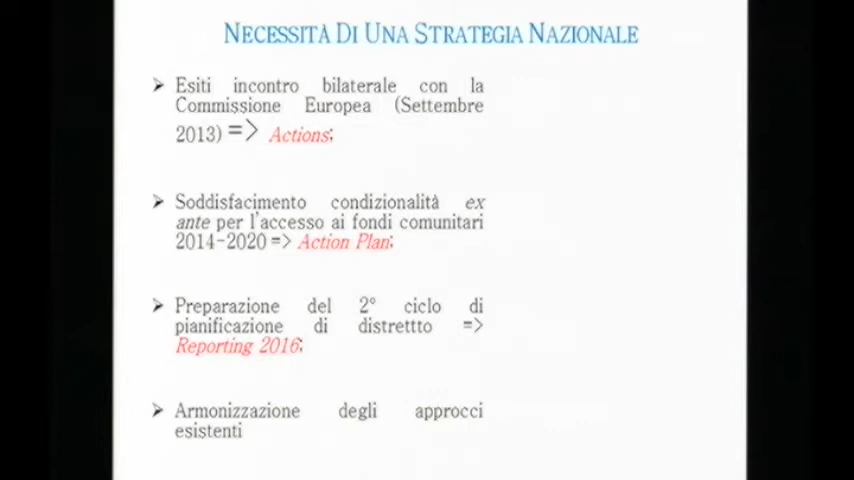 NECESSITÀ DI UNA STRATEGIA NAZIONALE
➤ Esiti incontro bilaterale con la
Commissione Europea (Settembre
2013) => Actions;
➤ Soddisfacimento condizionalità ex
ante per l'accesso ai fondi comunitari
2014-2020 => Action Plan;
➤ Preparazione del 2° ciclo di
pianificazione di distrettto =>
Reporting 2016;
➤ Armonizzazione degli approcci
esistenti